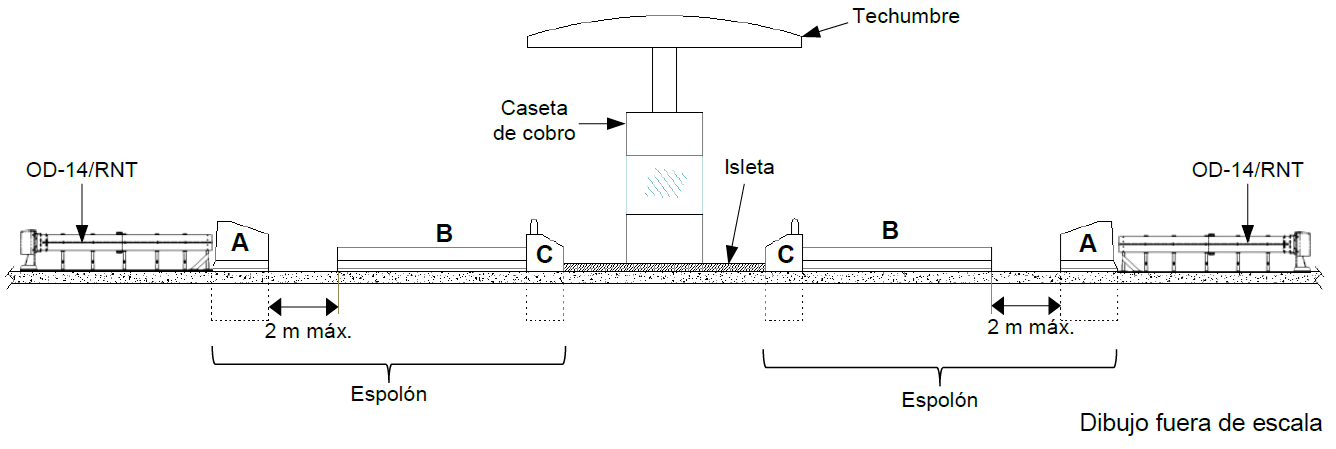 Techumbre
Caseta
de cobro
Isleta
OD-14/RNT
OD-14/RNT
A
B
C
C
B
A
2 m máx.
2 m máx.
Espolón
Espolón
Dibujo fuera de escala